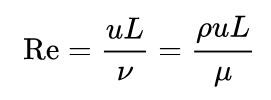 Re = uL/ν = ρuL/μ